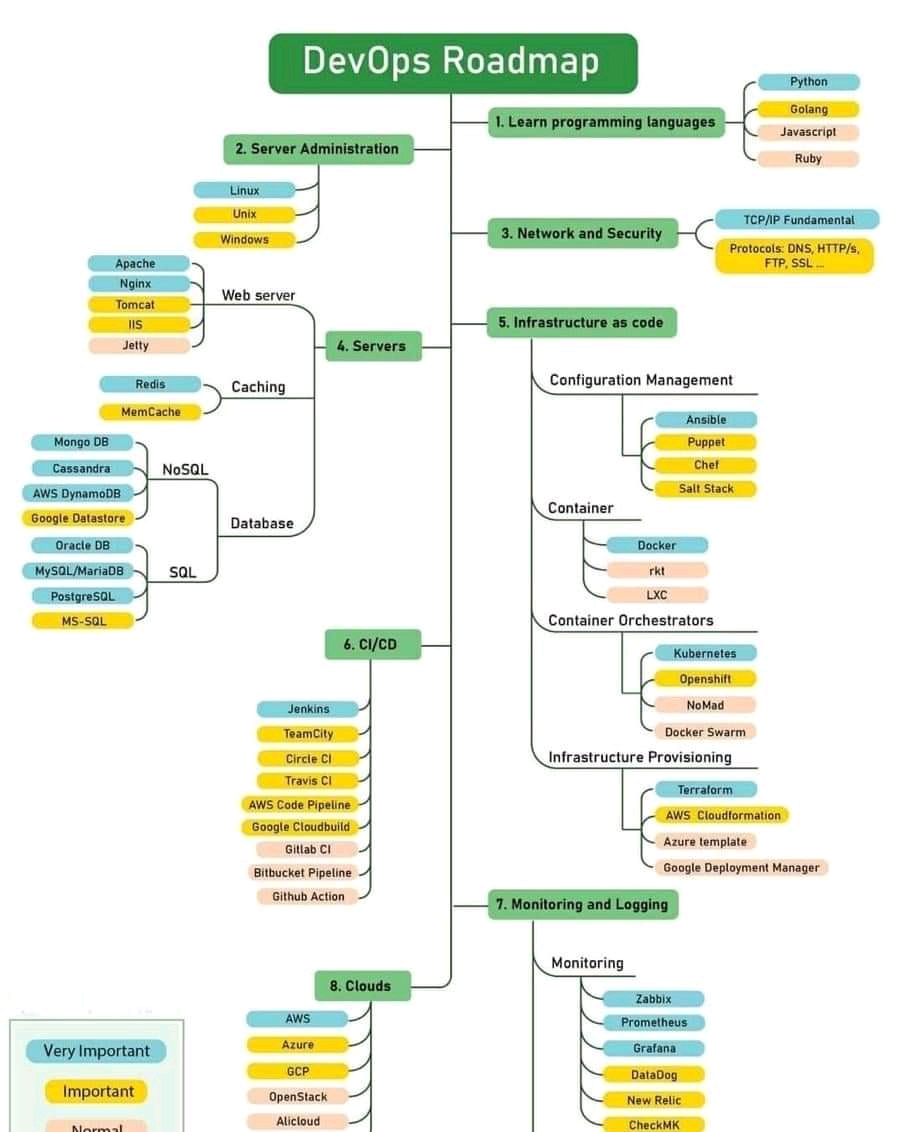 DevOps Roadmap
1. Learn programming languages
Python
Golang
Javascript
Ruby
2. Server Administration
Linux
Unix
Windows
3. Network and Security
TCP/IP Fundamental
Protocols: DNS, HTTP/s,
FTP, SSL ...
4. Servers
Web server
Apache
Nginx
Tomcat
IIS
Jetty
Caching
Redis
MemCache
Database
NoSQL
Mongo DB
Cassandra
AWS DynamoDB
Google Datastore
SQL
Oracle DB
MySQL/MariaDB
PostgreSQL
MS-SQL
5. Infrastructure as code
Configuration Management
Ansible
Puppet
Chef
Salt Stack
Container
Docker
rkt
LXC
Container Orchestrators
Kubernetes
Openshift
NoMad
Docker Swarm
Infrastructure Provisioning
Terraform
AWS Cloudformation
Azure template
Google Deployment Manager
6. CI/CD
Jenkins
TeamCity
Circle CI
Travis CI
AWS Code Pipeline
Google Cloudbuild
Gitlab CI
Bitbucket Pipeline
Github Action
7. Monitoring and Logging
Monitoring
Zabbix
Prometheus
Grafana
DataDog
New Relic
CheckMK
8. Clouds
AWS
Azure
GCP
OpenStack
Alicloud
Very Important
Important
Normal